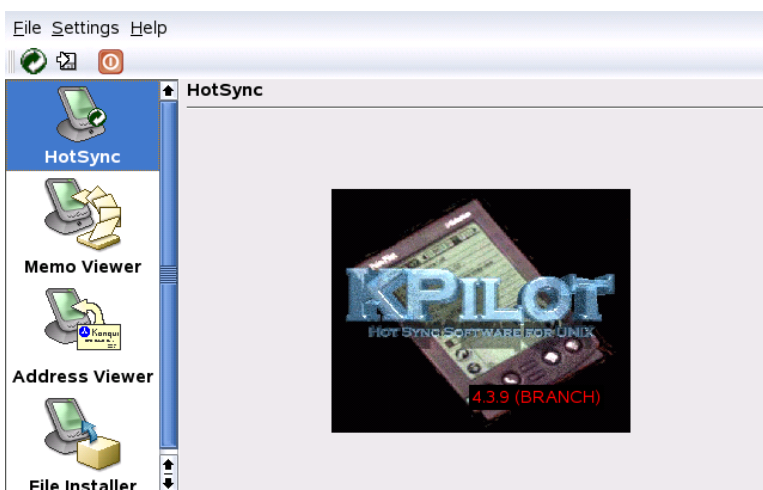 File Settings Help
HotSync
HotSync
Memo Viewer
Address Viewer
File Installer
KPILOT
HOT SYNC SOFTWARE FOR UNIX
4.3.9 (BRANCH)